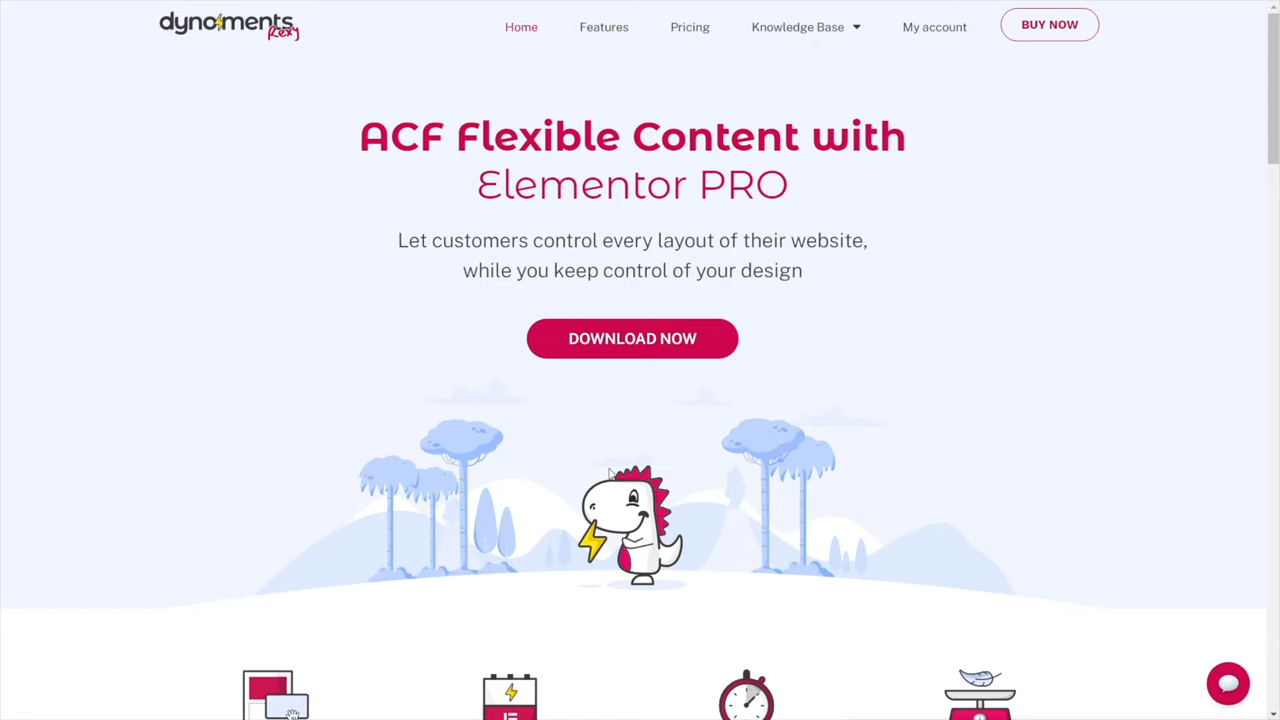 dynaments
Rexy
Home
Features
Pricing
Knowledge Base
My account
BUY NOW
ACF Flexible Content with
Elementor PRO
Let customers control every layout of their website,
while you keep control of your design
DOWNLOAD NOW